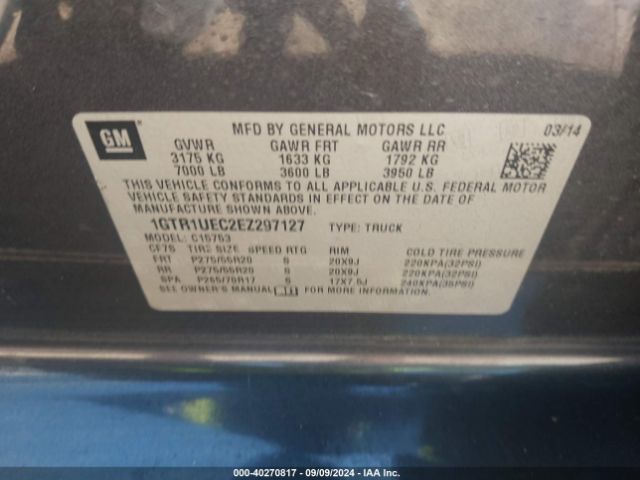 GM
MFD BY GENERAL MOTORS LLC 03/14
GVWR GAWR FRT GAWR RR
3175 KG 1633 KG 1792 KG
7000 LB 3600 LB 3950 LB
THIS VEHICLE CONFORMS TO ALL APPLICABLE U.S. FEDERAL MOTOR
VEHICLE SAFETY STANDARDS IN EFFECT ON THE DATE OF
MANUFACTURE SHOWN ABOVE.
1GTR1UEC2EZ297127 TYPE: TRUCK
MODEL: C15753
TIRE SIZE SPEED RTG RIM COLD TIRE PRESSURE
FRT P275/55R20 S 20X9J 220KPA(32PSI)
RR P275/55R20 S 20X9J 220KPA(32PSI)
SPA P265/70R17 S 17X7.5J 240KPA(35PSI)
SEE OWNER'S MANUAL FOR MORE INFORMATION.
000-40270817 - 09/09/2024 - IAA Inc.